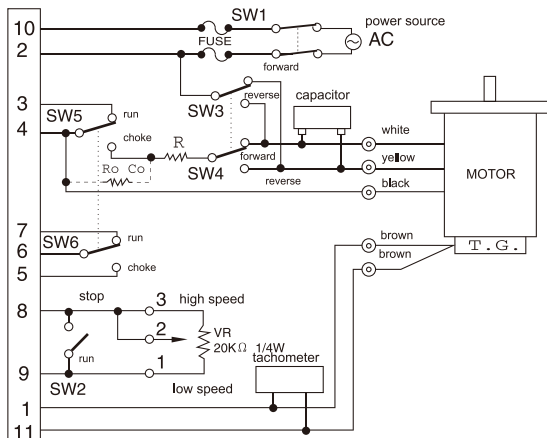 10
SW1
FUSE
power source
AC
2
forward
3
SW5
run
4
choke
SW3
reverse
capacitor
R
Ro Co
SW4
forward
reverse
white
yellow
black
MOTOR
T.G.
brown
brown
7
SW6
run
6
5
choke
8
stop
3
high speed
2
VR
20KΩ 1/4W
run
1
9
SW2
low speed
tachometer
1
11